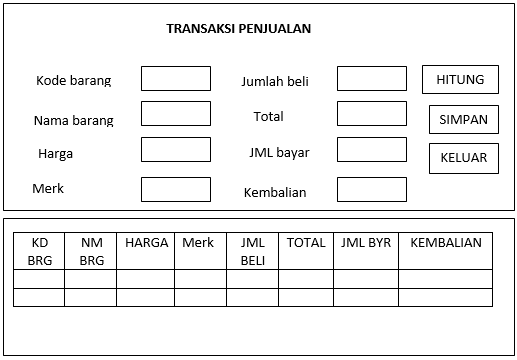 TRANSAKSI PENJUALAN
Kode barang Jumlah beli HITUNG
Nama barang Total SIMPAN
Harga JML bayar KELUAR
Merk Kembalian
KD BRG NM BRG HARGA Merk JML BELI TOTAL JML BYR KEMBALIAN